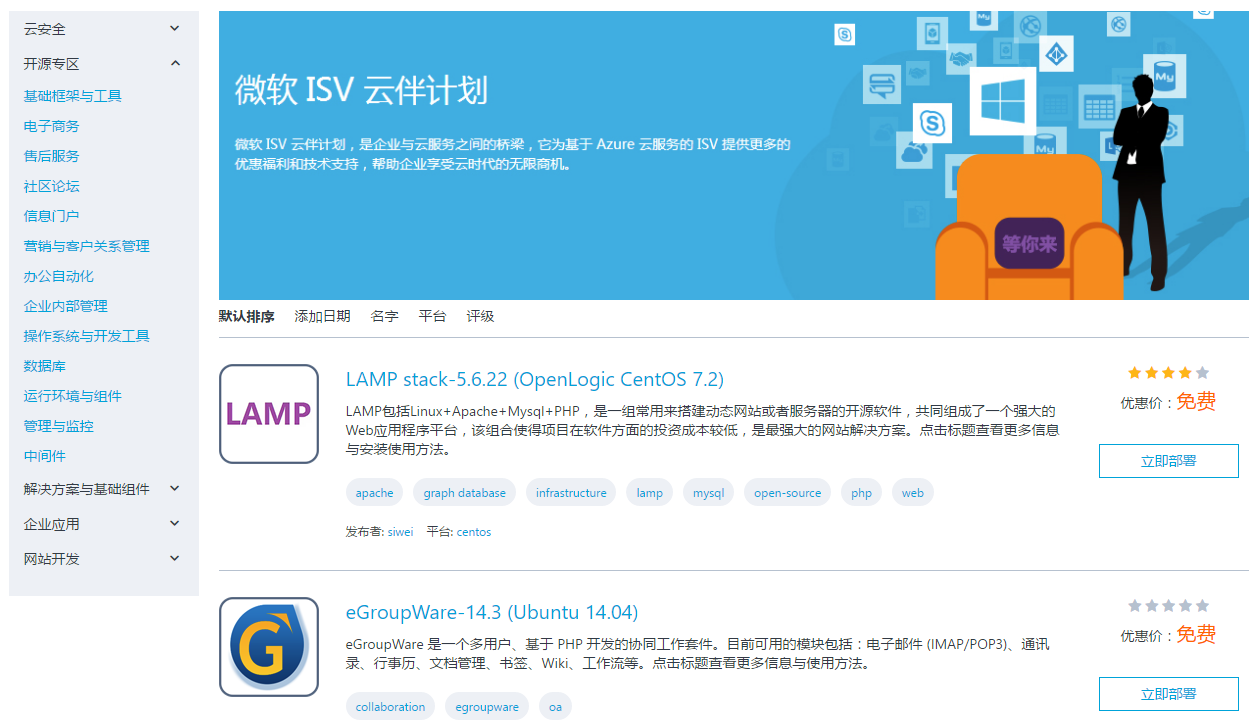 云安全
开源专区
基础框架与工具
电子商务
售后服务
社区论坛
信息门户
营销与客户关系管理
办公自动化
企业内部管理
操作系统与开发工具
数据库
运行环境与组件
管理与监控
中间件
解决方案与基础组件
企业应用
网站开发
微软 ISV 云伴计划
微软 ISV 云伴计划，是企业与云服务之间的桥梁，它为基于 Azure 云服务的 ISV 提供更多的
优惠福利和技术支持，帮助企业享受云时代的无限商机。
My
My
My
等你来
默认排序 添加日期 名字 平台 评级
LAMP
LAMP stack-5.6.22 (OpenLogic CentOS 7.2)
LAMP包括Linux+Apache+Mysql+PHP，是一组常用来搭建动态网站或者服务器的开源软件，共同组成了一个强大的
Web应用程序平台，该组合使得项目在软件方面的投资成本较低，是最强大的网站解决方案。点击标题查看更多信息
与安装使用方法。
apache graph database infrastructure lamp mysql open-source php web
发布者: siwei 平台: centos
优惠价：免费
立即部署
G
eGroupWare-14.3 (Ubuntu 14.04)
eGroupWare 是一个多用户、基于 PHP 开发的协同工作套件。目前可用的模块包括：电子邮件 (IMAP/POP3)、通讯
录、行事历、文档管理、书签、Wiki、工作流等。点击标题查看更多信息与使用方法。
collaboration egroupware oa
优惠价：免费
立即部署